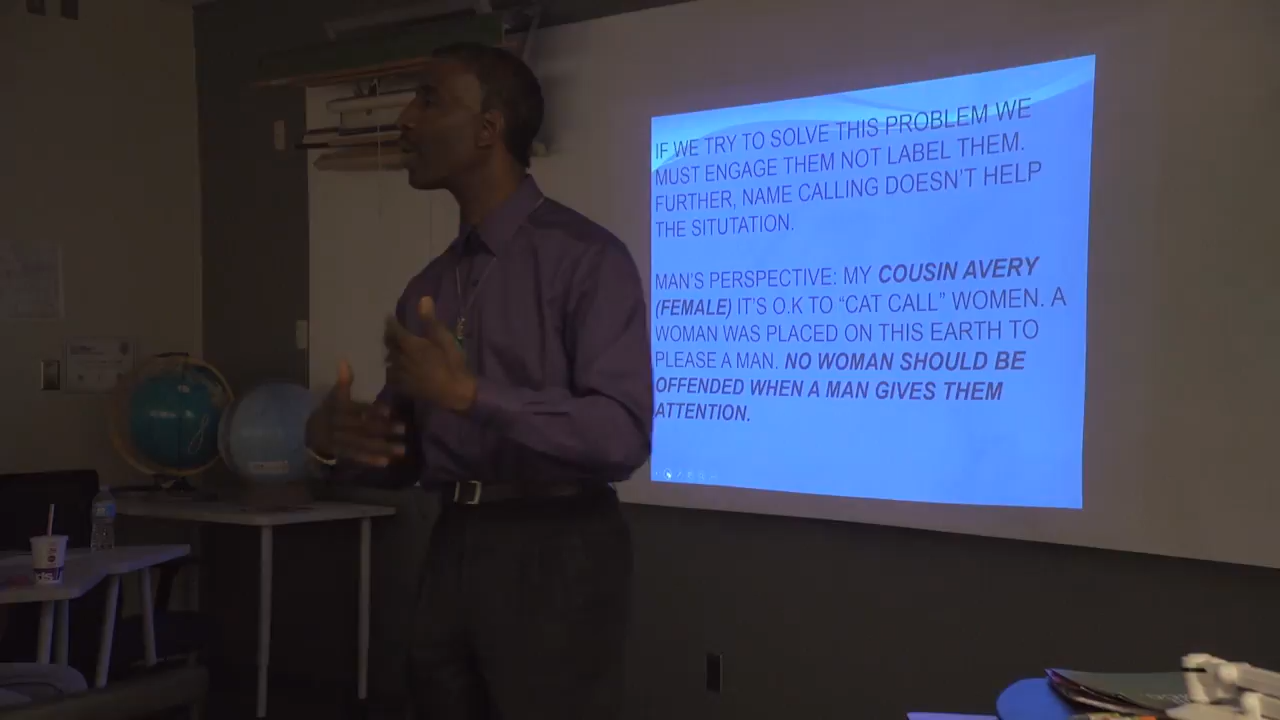 IF WE TRY TO SOLVE THIS PROBLEM WE
MUST ENGAGE THEM NOT LABEL THEM.
FURTHER, NAME CALLING DOESN'T HELP
THE SITUTATION.
MAN'S PERSPECTIVE: MY COUSIN AVERY
(FEMALE) IT'S O.K TO “CAT CALL” WOMEN. A
WOMAN WAS PLACED ON THIS EARTH TO
PLEASE A MAN. NO WOMAN SHOULD BE
OFFENDED WHEN A MAN GIVES THEM
ATTENTION.